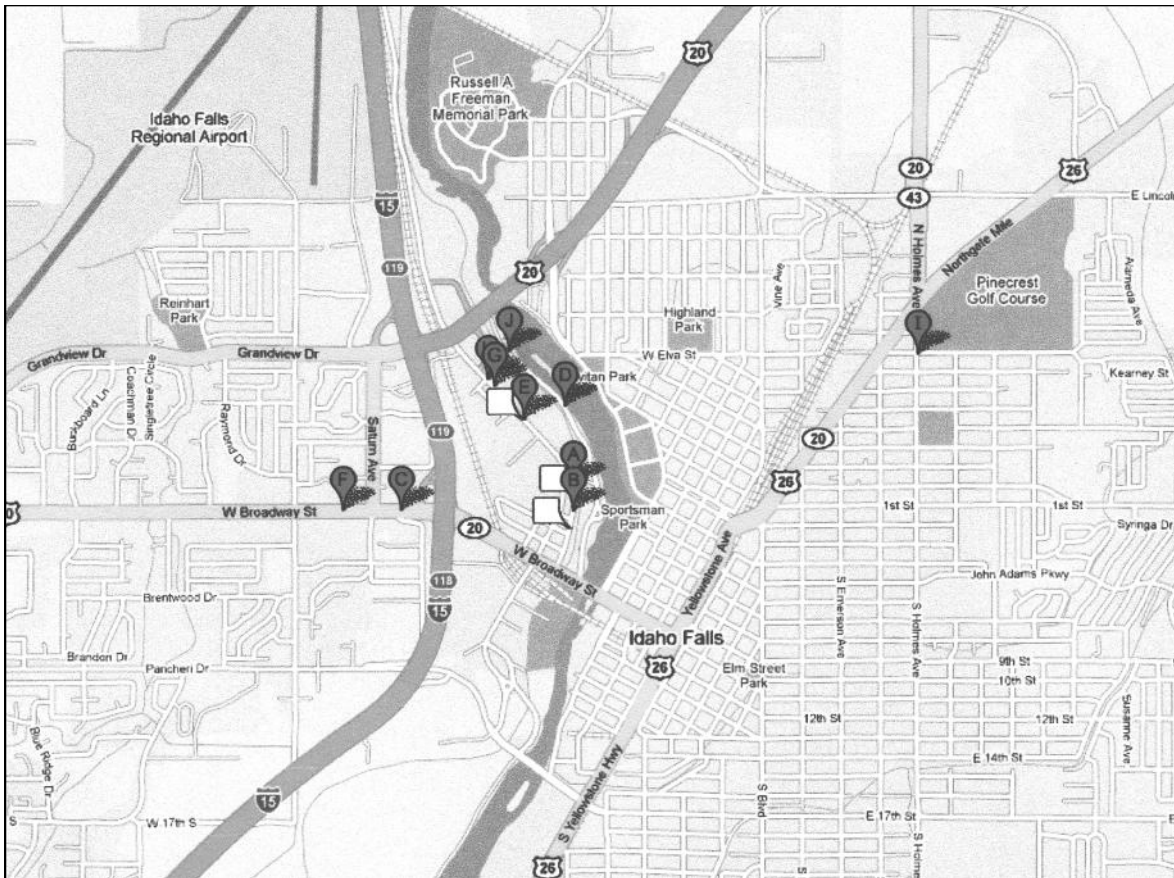 20
Russell A
Freeman
Memorial Park
Idaho Falls
Regional Airport
20
26
43
E Lincoln
15
N Holmes Ave
Northgate Mile
119
20
Vine Ave
Pinecrest
Golf Course
Alameda Ave
Reinhart
Park
Highland
Park
J
I
Grandview Dr
Grandview Dr
G
W Elva St
Kearney St
Buckboard Ln
Coachman Dr
E
D
vitan Park
Raymond Dr
Saturn Ave
119
20
A
F
C
B
26
W Broadway St
Sportsman
Park
1st St
1st St
Syringa Dr
20
W Broadway St
Yellowstone Ave
118
15
Brentwood Dr
S Emerson Ave
S Holmes Ave
John Adams Pkwy
Idaho Falls
Brandon Dr
Pancheri Dr
26
Elm Street
Park
9th St
10th St
12th St
12th St
Susanne Ave
Blue Ridge Dr
S Yellowstone Hwy
E 14th St
15
S Blvd
S
W 17th S
E 17th St
26
S
S Holme